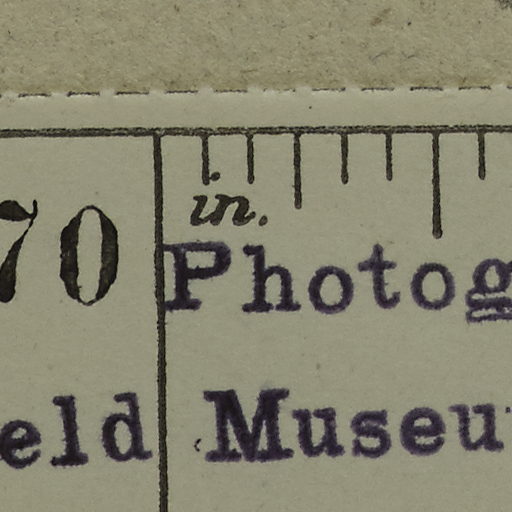 70 in.
Photog
eld Museu